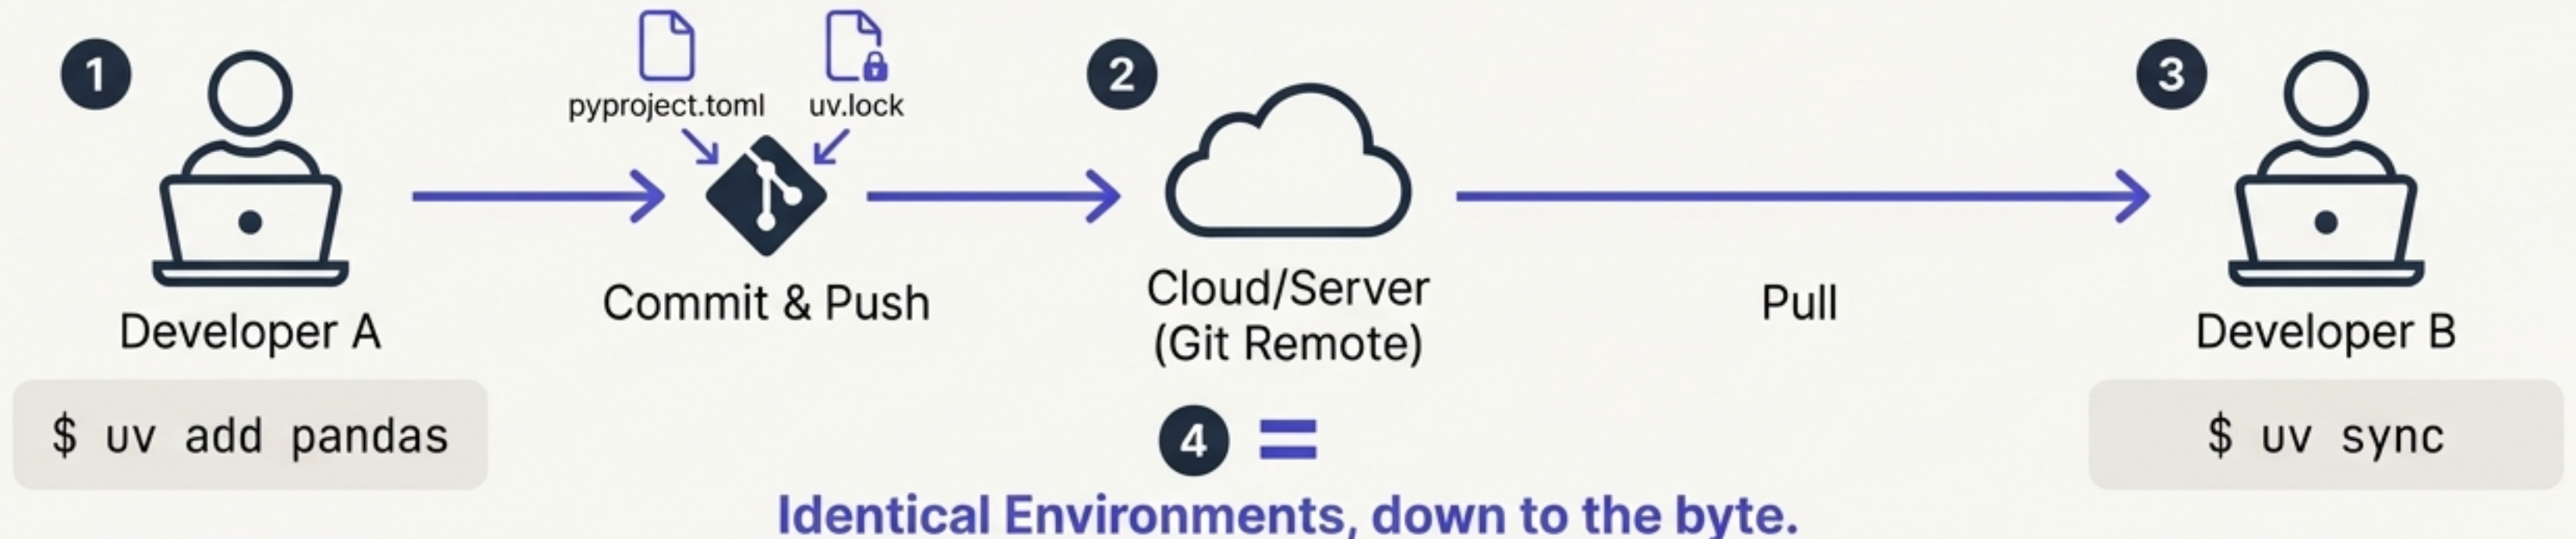 1
Developer A
$ uv add pandas
pyproject.toml
uv.lock
Commit & Push
2
Cloud/Server
(Git Remote)
Pull
3
Developer B
$ uv sync
4 =
Identical Environments, down to the byte.